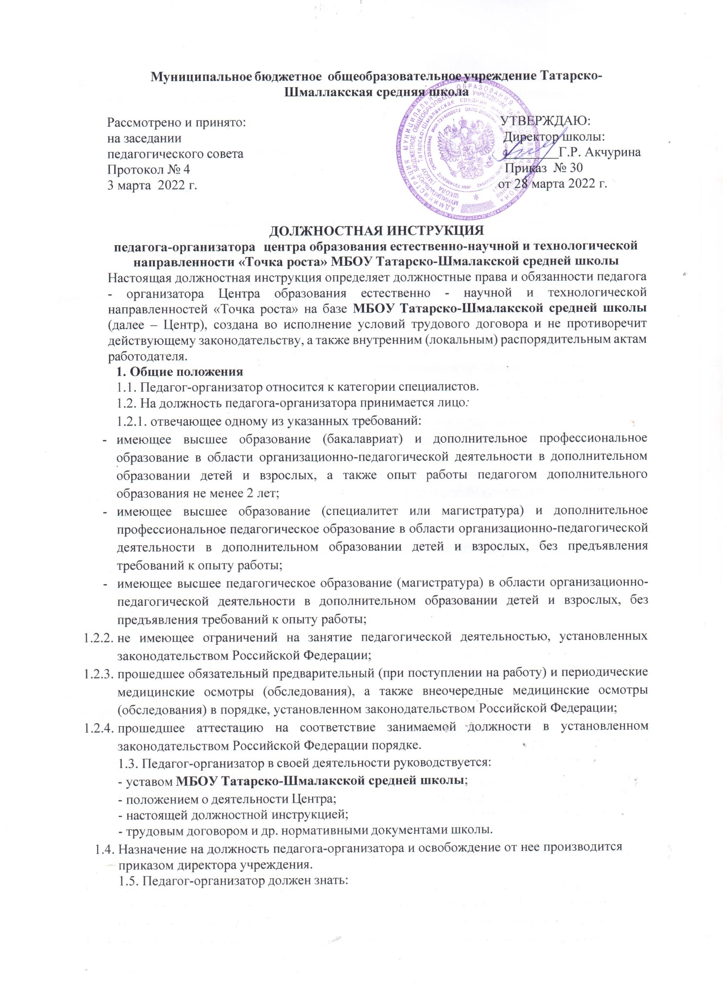 Муниципальное бюджетное общеобразовательное учреждение Татарско-
Шмаллакская средняя школа
Рассмотрено и принято:
на заседании
педагогического совета
Протокол № 4
3 марта 2022 г.
УТВЕРЖДАЮ:
Директор школы:
________Г.Р. Акчурина
Приказ № 30
от 28 марта 2022 г.
ДОЛЖНОСТНАЯ ИНСТРУКЦИЯ
педагога-организатора центра образования естественно-научной и технологической
направленности «Точка роста» МБОУ Татарско-Шмалакской средней школы
Настоящая должностная инструкция определяет должностные права и обязанности педагога
- организатора Центра образования естественно - научной и технологической
направленностей «Точка роста» на базе МБОУ Татарско-Шмалакской средней школы
(далее – Центр), создана во исполнение условий трудового договора и не противоречит
действующему законодательству, а также внутренним (локальным) распорядительным актам
работодателя.
1. Общие положения
1.1. Педагог-организатор относится к категории специалистов.
1.2. На должность педагога-организатора принимается лицо:
1.2.1. отвечающее одному из указанных требований:
- имеющее высшее образование (бакалавриат) и дополнительное профессиональное
образование в области организационно-педагогической деятельности в дополнительном
образовании детей и взрослых, а также опыт работы педагогом дополнительного
образования не менее 2 лет;
- имеющее высшее образование (специалитет или магистратура) и дополнительное
профессиональное педагогическое образование в области организационно-педагогической
деятельности в дополнительном образовании детей и взрослых, без предъявления
требований к опыту работы;
- имеющее высшее педагогическое образование (магистратура) в области организационно-
педагогической деятельности в дополнительном образовании детей и взрослых, без
предъявления требований к опыту работы;
1.2.2. не имеющее ограничений на занятие педагогической деятельностью, установленных
законодательством Российской Федерации;
1.2.3. прошедшее обязательный предварительный (при поступлении на работу) и периодические
медицинские осмотры (обследования), а также внеочередные медицинские осмотры
(обследования) в порядке, установленном законодательством Российской Федерации;
1.2.4. прошедшее аттестацию на соответствие занимаемой должности в установленном
законодательством Российской Федерации порядке.
1.3. Педагог-организатор в своей деятельности руководствуется:
- уставом МБОУ Татарско-Шмалакской средней школы;
- положением о деятельности Центра;
- настоящей должностной инструкцией;
- трудовым договором и др. нормативными документами школы.
1.4. Назначение на должность педагога-организатора и освобождение от нее производится
приказом директора учреждения.
1.5. Педагог-организатор должен знать: